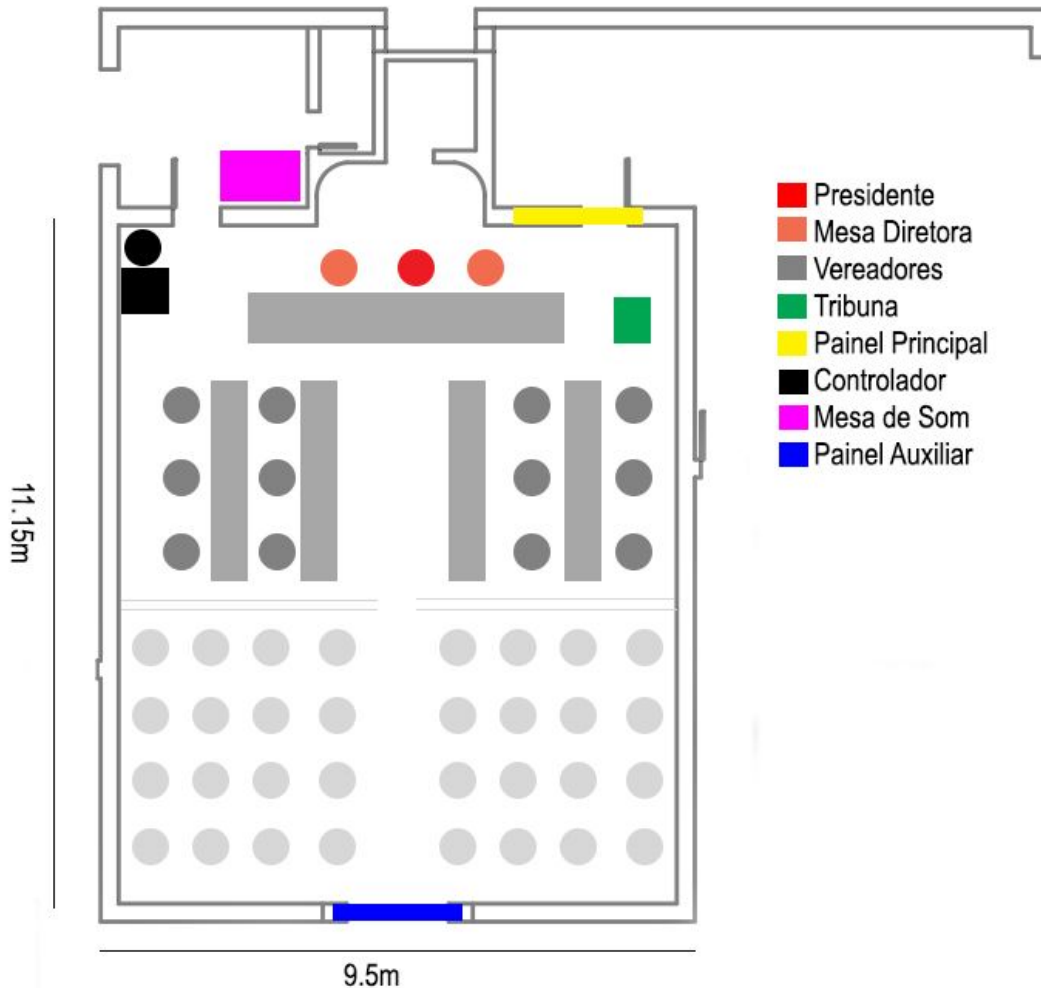 Presidente
Mesa Diretora
Vereadores
Tribuna
Painel Principal
Controlador
Mesa de Som
Painel Auxiliar
11.15m
9.5m